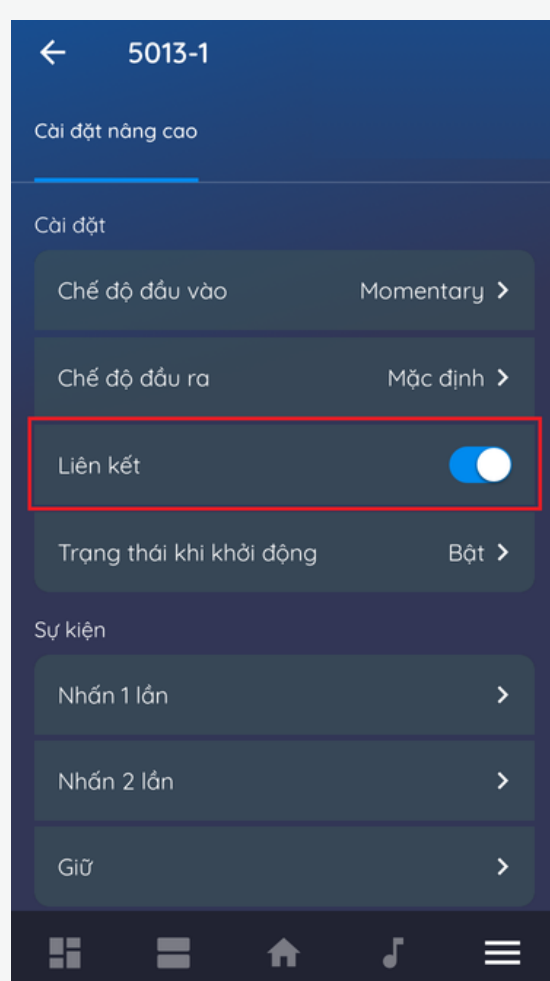 5013-1
Cài đặt nâng cao
Cài đặt
Chế độ đầu vào Momentary
Chế độ đầu ra Mặc định
Liên kết
Trạng thái khi khởi động Bật
Sự kiện
Nhấn 1 lần
Nhấn 2 lần
Giữ